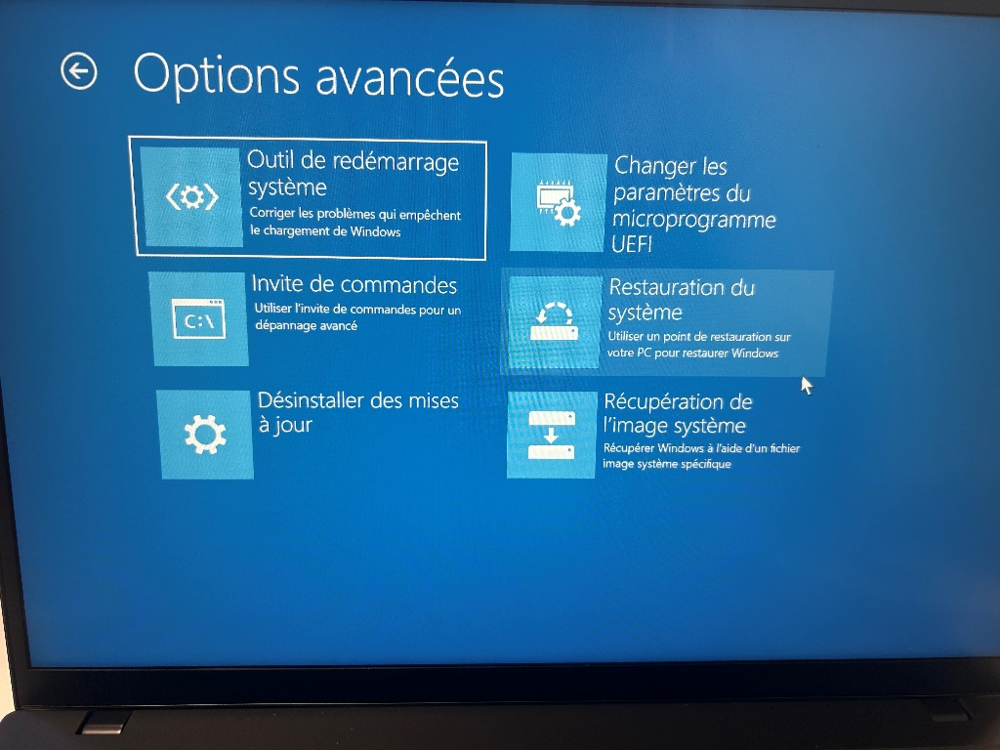 Options avancées
Outil de redémarrage
système
Corriger les problèmes qui empêchent
le chargement de Windows
Changer les
paramètres du
microprogramme
UEFI
C:\
Invite de commandes
Utiliser l'invite de commandes pour un
dépannage avancé
Restauration du
système
Utiliser un point de restauration sur
votre PC pour restaurer Windows
Désinstaller des mises
à jour
Récupération de
l'image système
Récupérer Windows à l'aide d'un fichier
image système spécifique